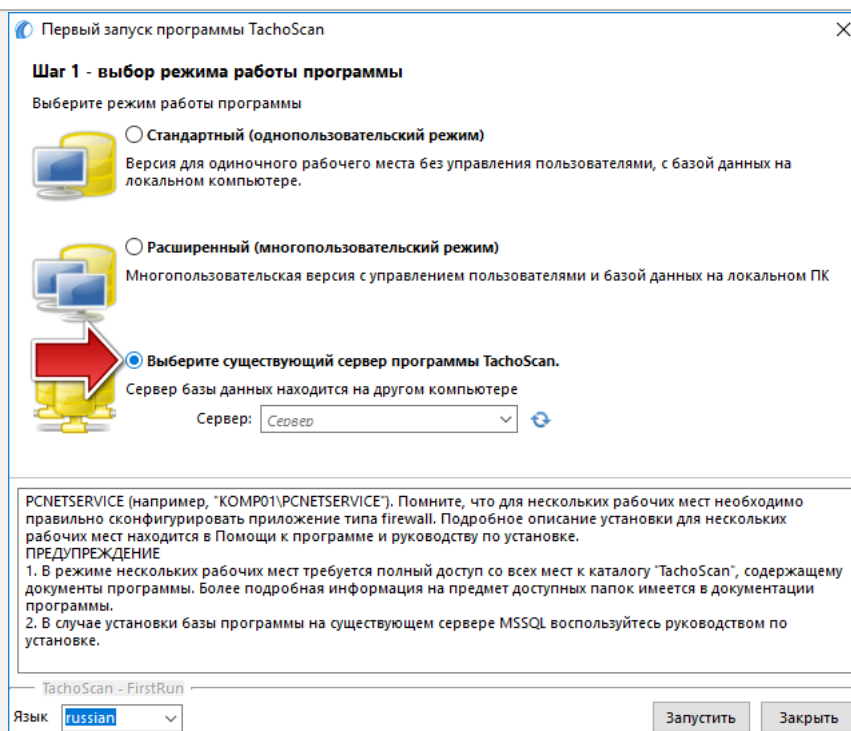 Первый запуск программы TachoScan
Шаг 1 - выбор режима работы программы
Выберите режим работы программы
Стандартный (однопользовательский режим)
Версия для одиночного рабочего места без управления пользователями, с базой данных на
локальном компьютере.
Расширенный (многопользовательский режим)
Многопользовательская версия с управлением пользователями и базой данных на локальном ПК
Выберите существующий сервер программы TachoScan.
Сервер базы данных находится на другом компьютере
Сервер: Сервер
PCNETSERVICE (например, "KOMP01\PCNETSERVICE"). Помните, что для нескольких рабочих мест необходимо
правильно сконфигурировать приложение типа firewall. Подробное описание установки для нескольких
рабочих мест находится в Помощи к программе и руководству по установке.
ПРЕДУПРЕЖДЕНИЕ
1. В режиме нескольких рабочих мест требуется полный доступ со всех мест к каталогу "TachoScan", содержащему
документы программы. Более подробная информация на предмет доступных папок имеется в документации
программы.
2. В случае установки базы программы на существующем сервере MSSQL воспользуйтесь руководством по
установке.
TachoScan - FirstRun
Язык russian Запустить Закрыть